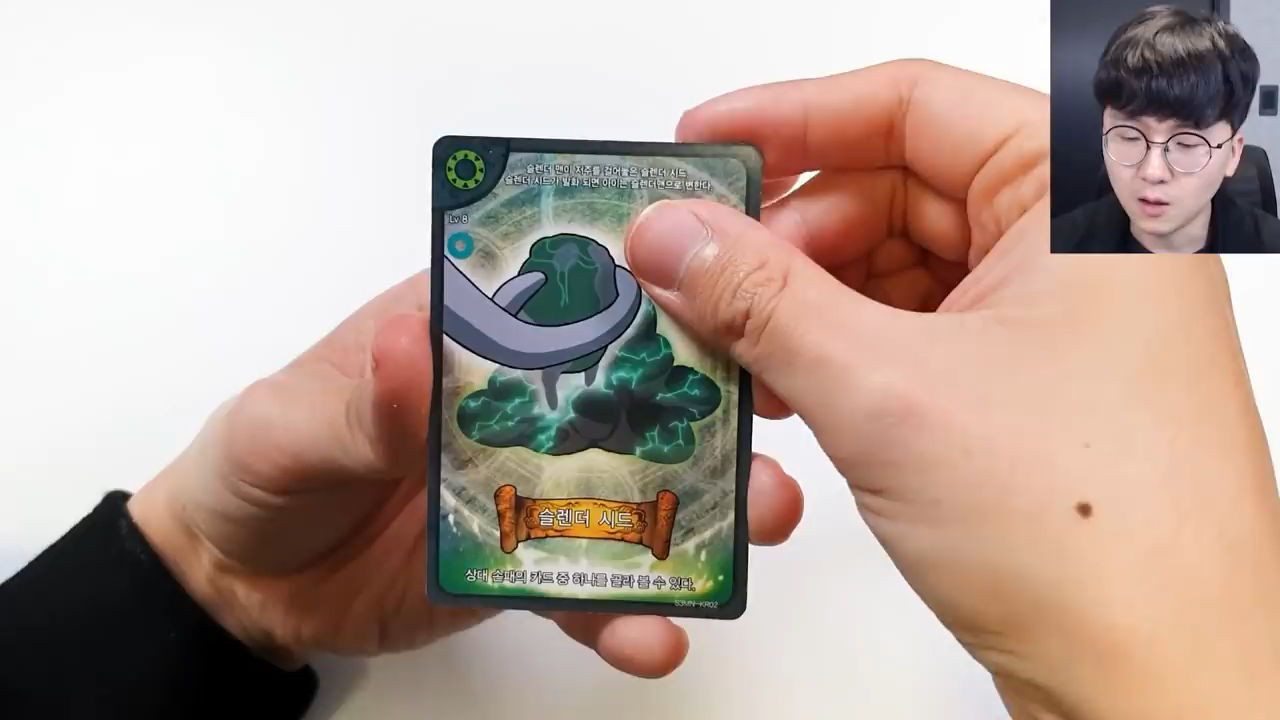 슬렌더 맨이 저주를 걸어놓은 슬렌더 시드
슬렌더 시드가 발화 되면 아이는 슬렌더맨으로 변한다.
Lv 8
슬렌더 시드
상대 손패의 카드 중 하나를 골라 볼 수 있다.
S3MN-KR02